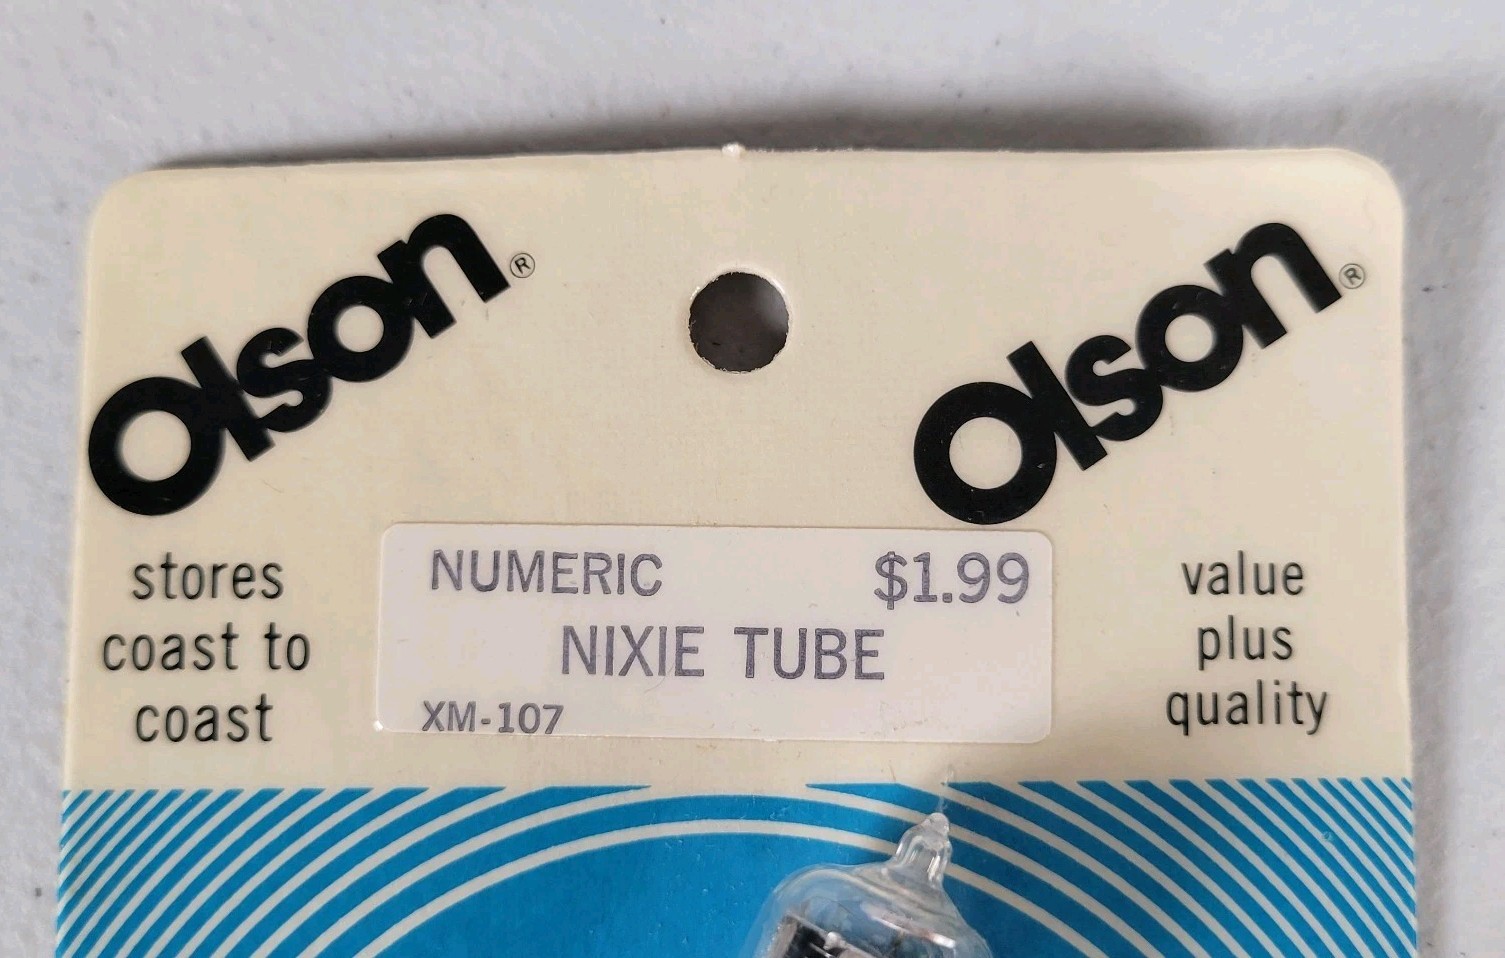 Olson®
Olson®
stores
coast to
coast
NUMERIC $1.99
NIXIE TUBE
XM-107
value
plus
quality